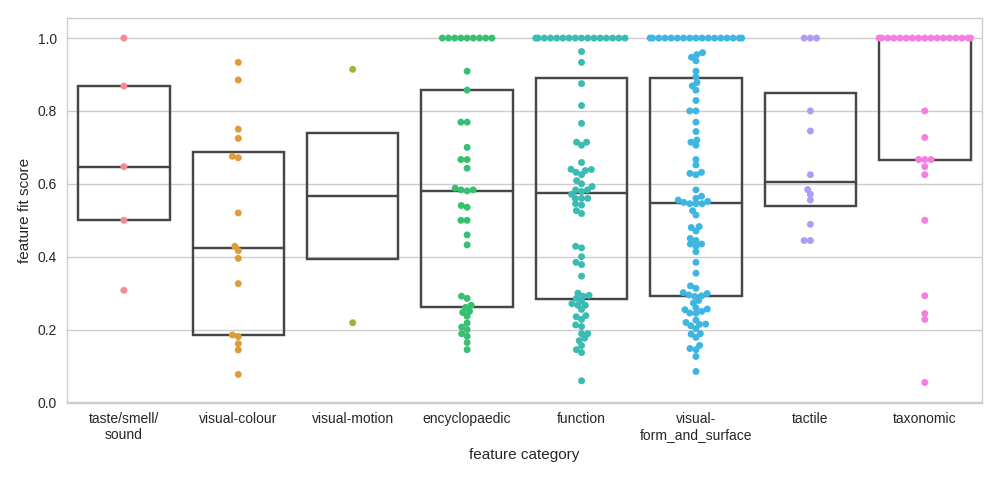 1.0
0.8
0.6
0.4
0.2
0.0
feature fit score
taste/smell/
sound
visual-colour
visual-motion
encyclopaedic
function
visual-
form_and_surface
tactile
taxonomic
feature category